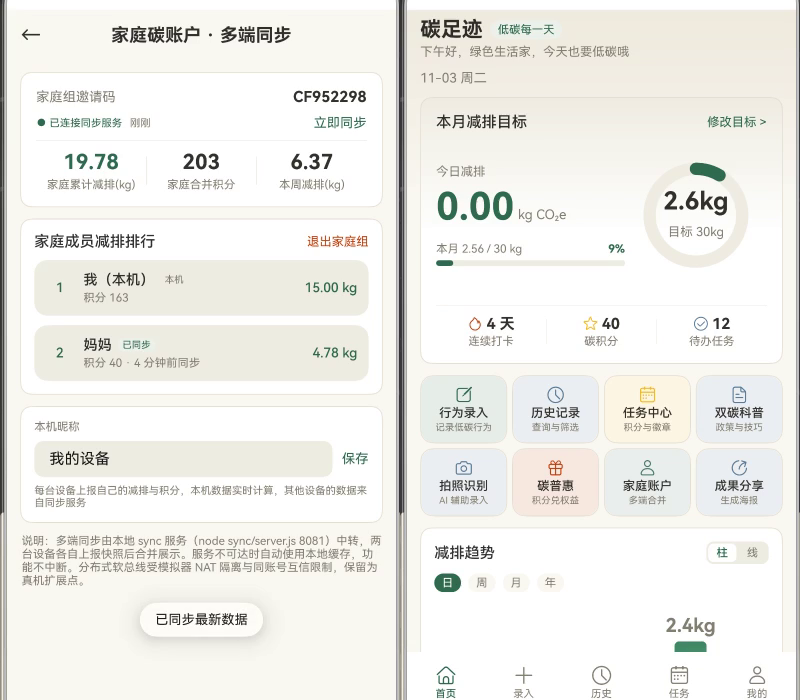 家庭碳账户 · 多端同步
家庭组邀请码
CF952298
已连接同步服务 刚刚
立即同步
19.78
203
6.37
家庭累计减排(kg)
家庭合并积分
本周减排(kg)
家庭成员减排排行
退出家庭组
1
我（本机） 本机
积分 163
15.00 kg
2
妈妈 已同步
积分 40 · 4 分钟前同步
4.78 kg
本机昵称
我的设备
保存
每台设备上报自己的减排与积分，本机数据实时计算，其他设备的数据来
自同步服务
说明：多端同步由本地 sync 服务（node sync/server.js 8081）中转，两
台设备各自上报快照后合并展示。服务不可达时自动使用本地缓存，功
能不中断。分布式软总线受模拟器 NAT 隔离与同账号互信限制，保留为
真机扩展点。
已同步最新数据
碳足迹 低碳每一天
下午好，绿色生活家，今天也要低碳哦
11-03 周二
本月减排目标
修改目标 >
今日减排
0.00 kg CO₂e
本月 2.56 / 30 kg
9%
2.6kg
目标 30kg
4 天
40
12
连续打卡
碳积分
待办任务
行为录入
历史记录
任务中心
双碳科普
记录低碳行为
查询与筛选
积分与徽章
政策与技巧
拍照识别
碳普惠
家庭账户
成果分享
AI 辅助录入
积分兑权益
多端合并
生成海报
减排趋势
柱
线
日
周
月
年
2.4kg
首页
录入
历史
任务
我的